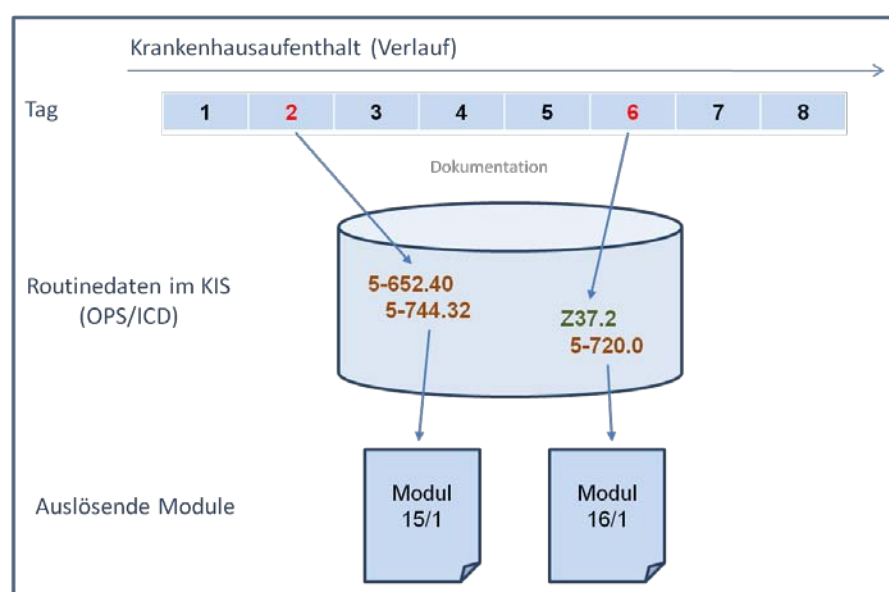 Krankenhausaufenthalt (Verlauf)
Tag 1 2 3 4 5 6 7 8
Dokumentation
Routinedaten im KIS
(OPS/ICD)
5-652.40
5-744.32
Z37.2
5-720.0
Auslösende Module
Modul
15/1
Modul
16/1